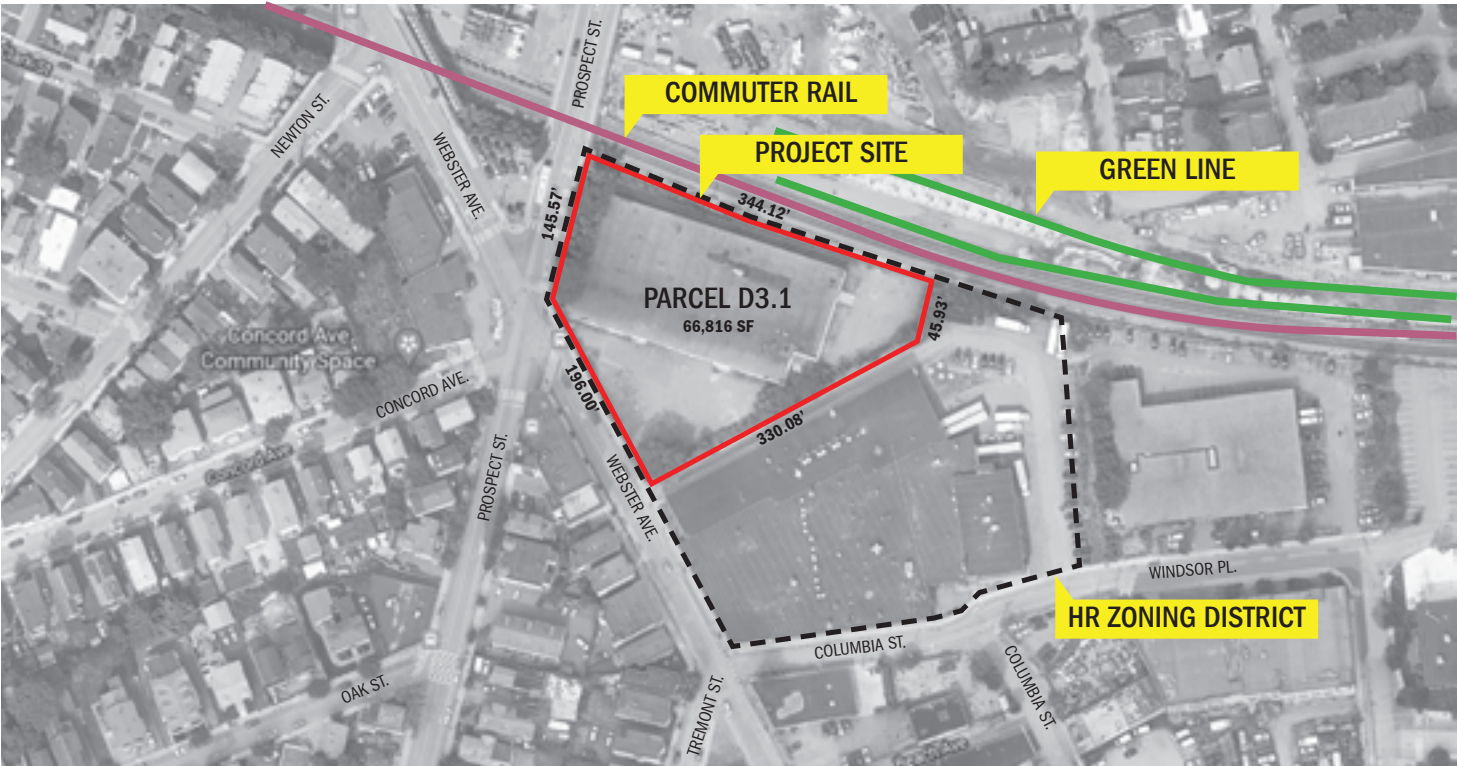 PROSPECT ST.
COMMUTER RAIL
NEWTON ST.
WEBSTER AVE.
PROJECT SITE
GREEN LINE
344.12'
145.57'
PARCEL D3.1
66,816 SF
45.93'
Concord Ave
Community Space
196.00'
CONCORD AVE.
330.08'
Concord Ave
PROSPECT ST.
WEBSTER AVE.
WINDSOR PL.
HR ZONING DISTRICT
COLUMBIA ST.
COLUMBIA ST.
OAK ST.
TREMONT ST.